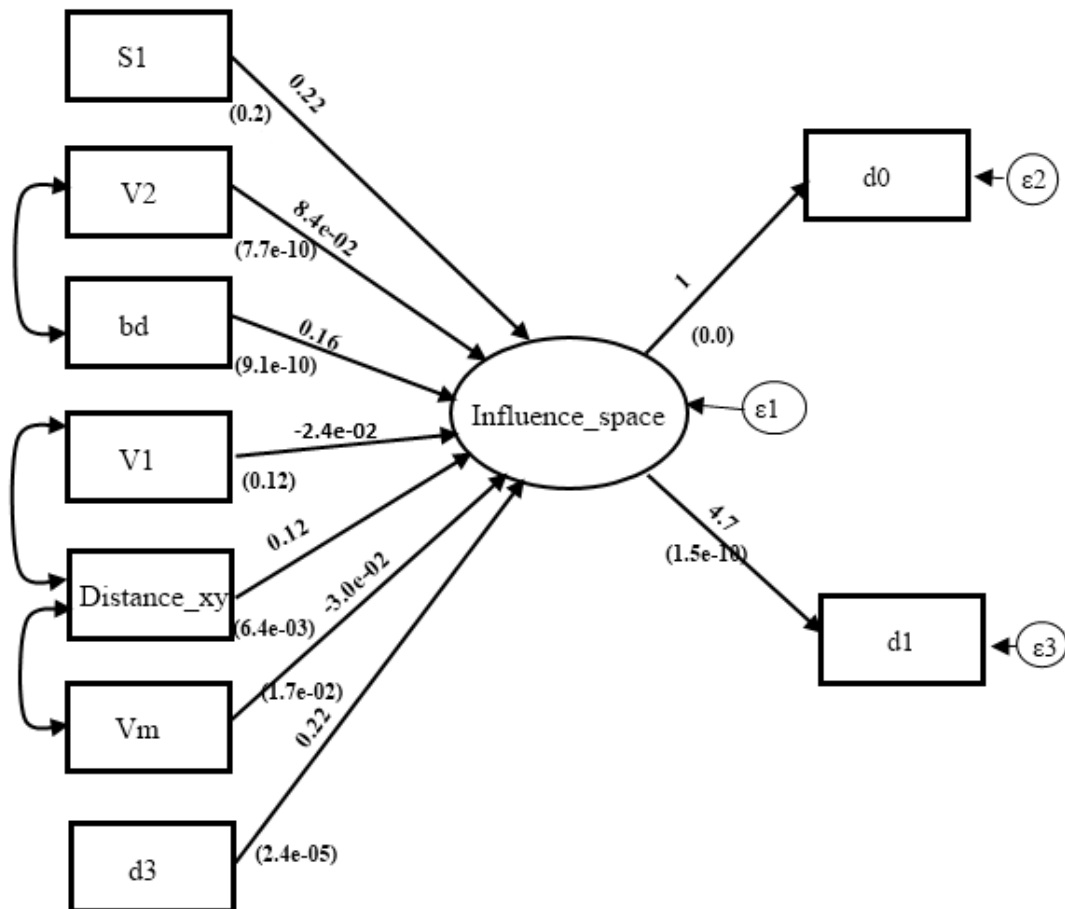 S1
0.22
(0.2)
V2
8.4e-02
(7.7e-10)
bd
0.16
(9.1e-10)
V1
-2.4e-02
(0.12)
Distance_xy
0.12
(6.4e-03)
Vm
-3.0e-02
(1.7e-02)
d3
0.22
(2.4e-05)
Influence_space
ε1
1
(0.0)
d0
ε2
4.7
(1.5e-10)
d1
ε3